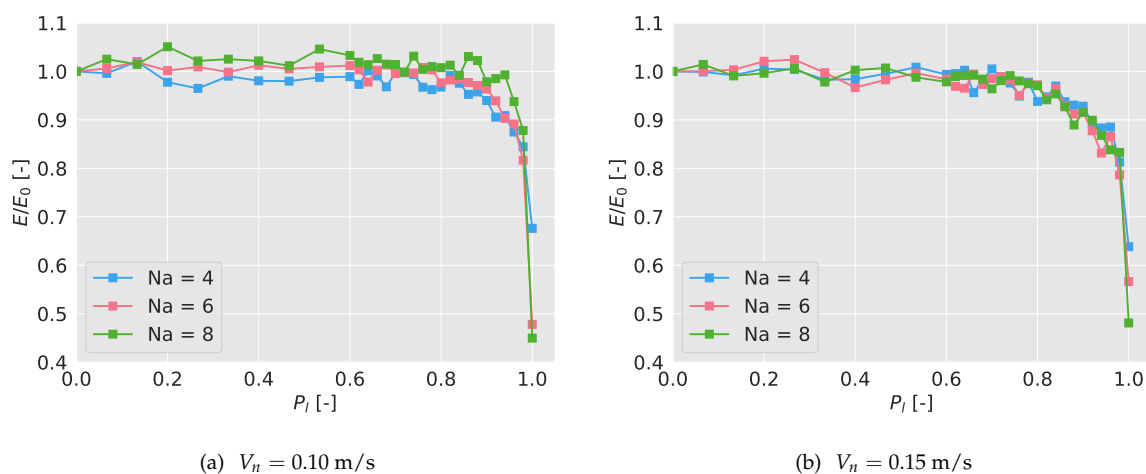 1.1
1.0
0.9
0.8
0.7
0.6
0.5
0.4
E/E₀ [-]
Na = 4
Na = 6
Na = 8
0.0 0.2 0.4 0.6 0.8 1.0
Pₗ [-]
(a) Vₙ = 0.10 m/s
1.1
1.0
0.9
0.8
0.7
0.6
0.5
0.4
E/E₀ [-]
Na = 4
Na = 6
Na = 8
0.0 0.2 0.4 0.6 0.8 1.0
Pₗ [-]
(b) Vₙ = 0.15 m/s